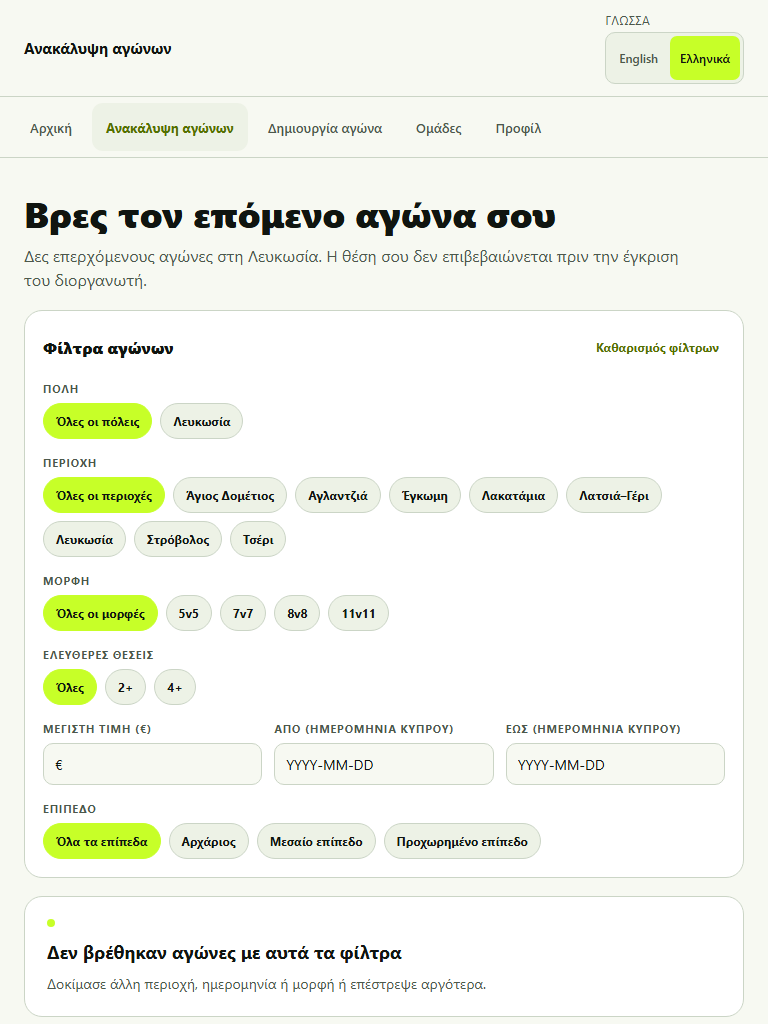 Ανακάλυψη αγώνων
ΓΛΩΣΣΑ
English Ελληνικά
Αρχική Ανακάλυψη αγώνων Δημιουργία αγώνα Ομάδες Προφίλ
Βρες τον επόμενο αγώνα σου
Δες επερχόμενους αγώνες στη Λευκωσία. Η θέση σου δεν επιβεβαιώνεται πριν την έγκριση
του διοργανωτή.
Φίλτρα αγώνων Καθαρισμός φίλτρων
ΠΟΛΗ
Όλες οι πόλεις Λευκωσία
ΠΕΡΙΟΧΗ
Όλες οι περιοχές Άγιος Δομέτιος Αγλαντζιά Έγκωμη Λακατάμια Λατσιά–Γέρι
Λευκωσία Στρόβολος Τσέρι
ΜΟΡΦΗ
Όλες οι μορφές 5v5 7v7 8v8 11v11
ΕΛΕΥΘΕΡΕΣ ΘΕΣΕΙΣ
Όλες 2+ 4+
ΜΕΓΙΣΤΗ ΤΙΜΗ (€) ΑΠΟ (ΗΜΕΡΟΜΗΝΙΑ ΚΥΠΡΟΥ) ΕΩΣ (ΗΜΕΡΟΜΗΝΙΑ ΚΥΠΡΟΥ)
€ YYYY-MM-DD YYYY-MM-DD
ΕΠΙΠΕΔΟ
Όλα τα επίπεδα Αρχάριος Μεσαίο επίπεδο Προχωρημένο επίπεδο
Δεν βρέθηκαν αγώνες με αυτά τα φίλτρα
Δοκίμασε άλλη περιοχή, ημερομηνία ή μορφή ή επέστρεψε αργότερα.